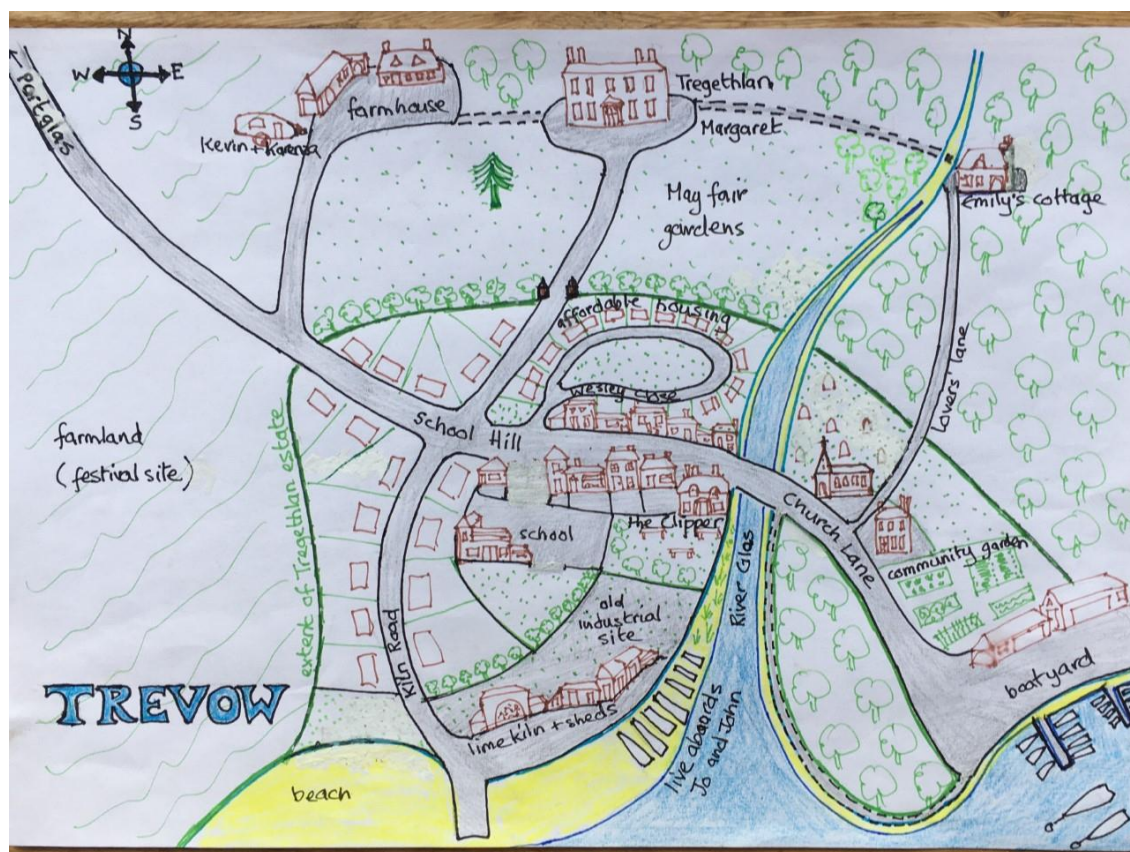 N
W E
S
Portglas
farmhouse
Kevin + Karenza
Tregethlan
Margaret
emily's cottage
May fair
gardens
affordable housing
Wesley close
Lovers' lane
School Hill
farmland
(festival site)
extent of Tregethlan estate
the Clipper
school
Church Lane
community garden
River Glas
old
industrial
site
Kiln Road
TREVOW
lime kiln + sheds
live aboards
Jo and John
boatyard
beach